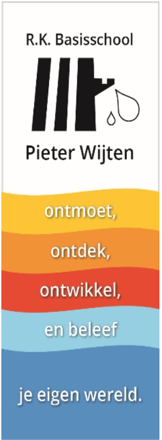 R.K. Basisschool
Pieter Wijten
ontmoet,
ontdek,
ontwikkel,
en beleef
je eigen wereld.